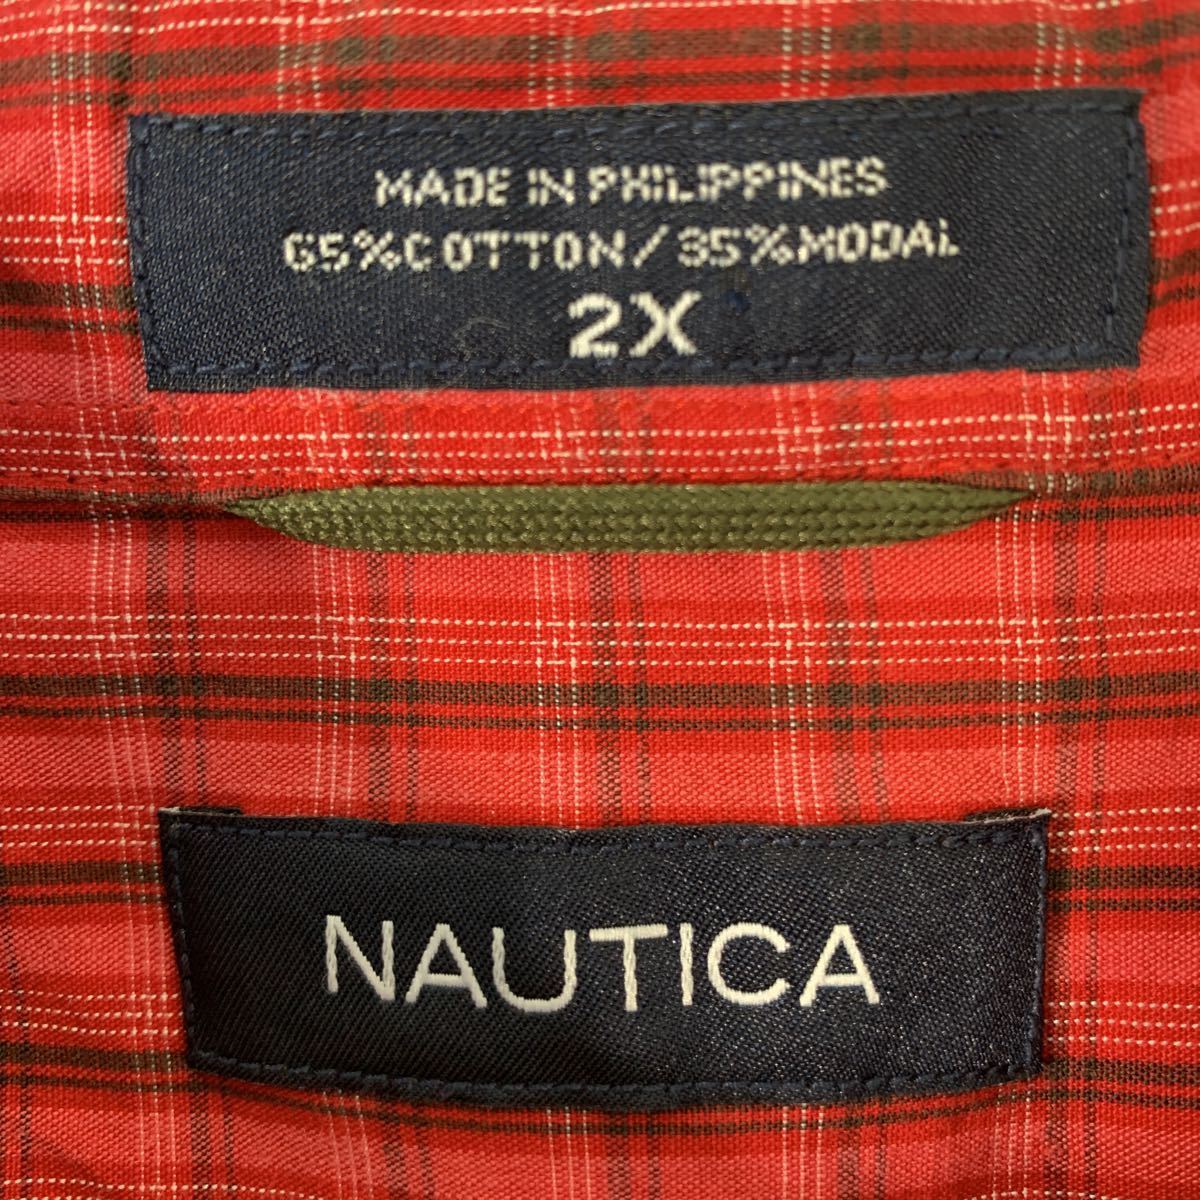 MADE IN PHILIPPINES
65%COTTON/35%MODAL
2X
NAUTICA